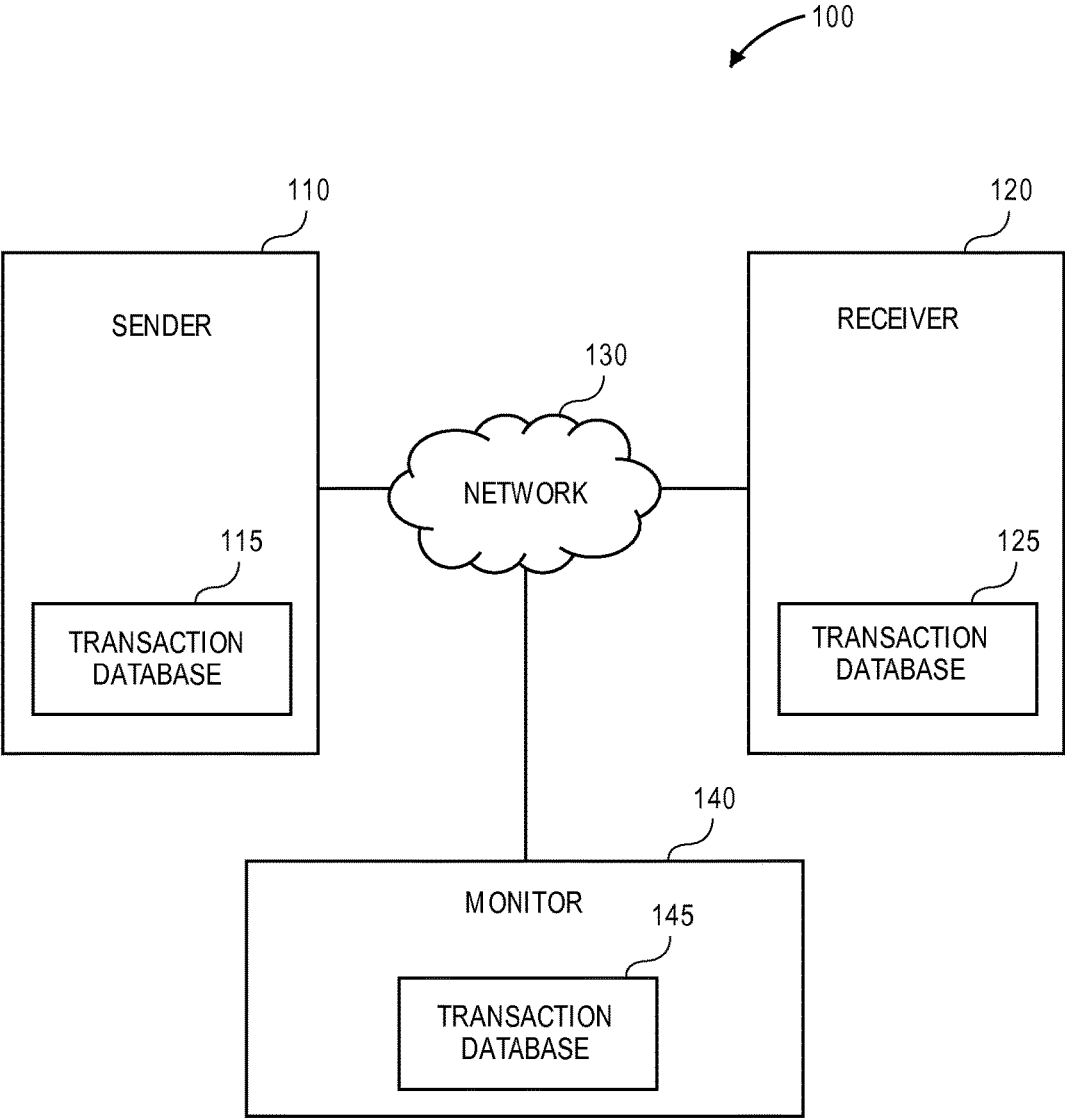 100
110
120
SENDER
RECEIVER
130
NETWORK
115
125
TRANSACTION
DATABASE
TRANSACTION
DATABASE
140
MONITOR
145
TRANSACTION
DATABASE